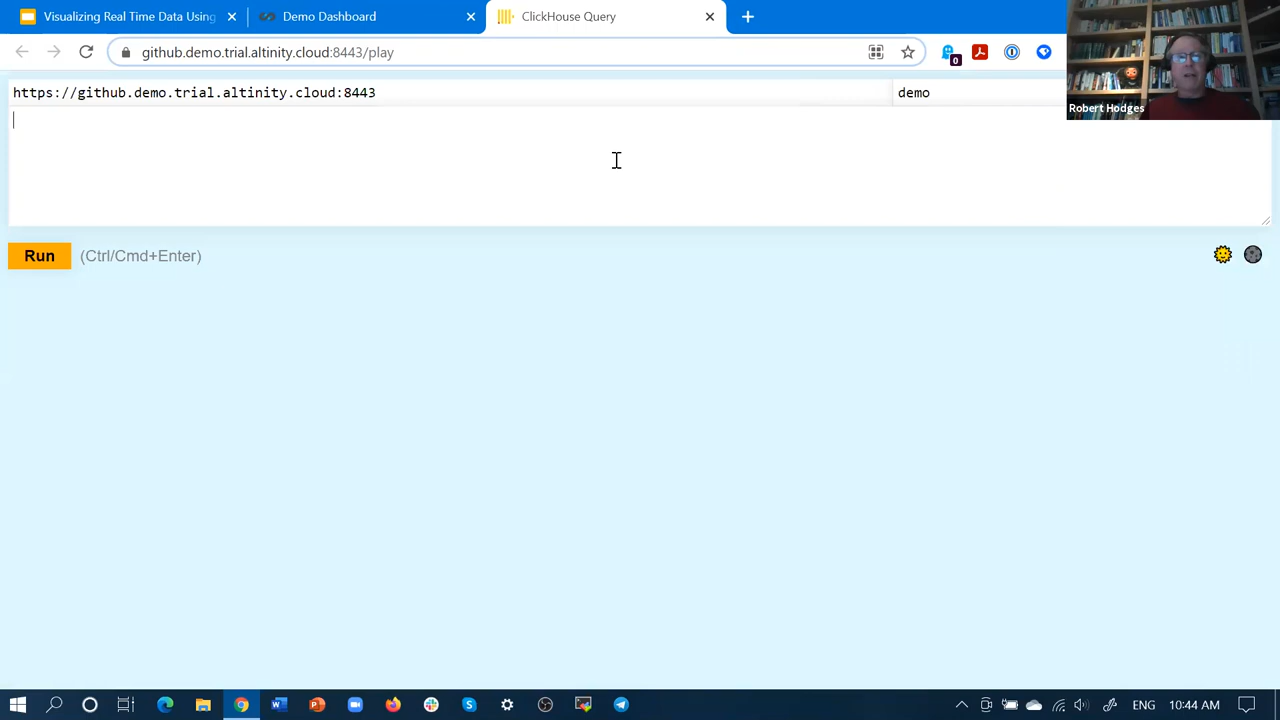 Visualizing Real Time Data Using
Demo Dashboard
ClickHouse Query
github.demo.trial.altinity.cloud:8443/play
0
https://github.demo.trial.altinity.cloud:8443
demo
Robert Hodges
Run
(Ctrl/Cmd+Enter)
ENG
10:44 AM